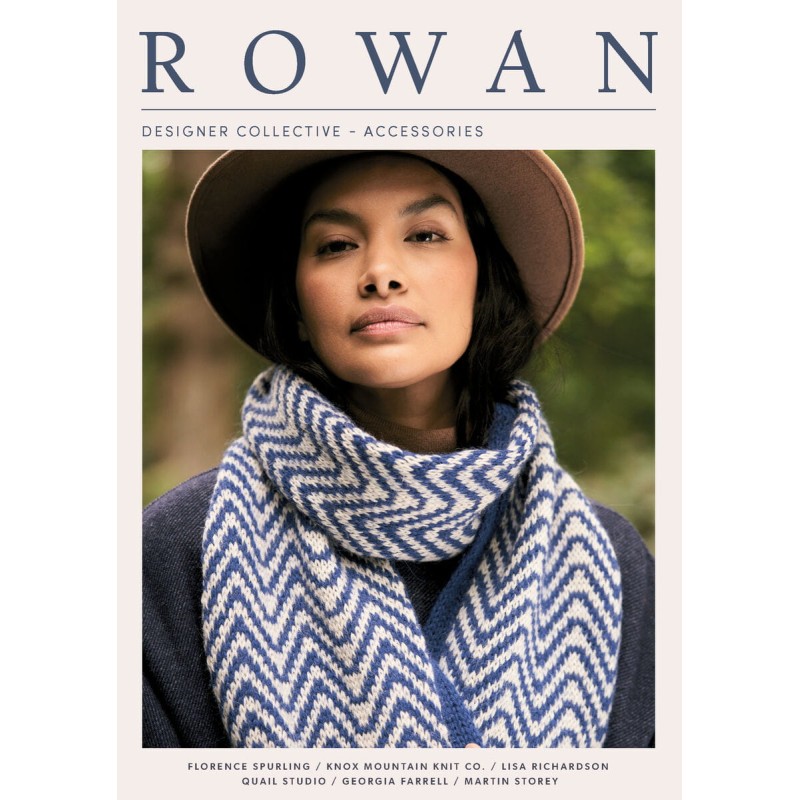 ROWAN
DESIGNER COLLECTIVE – ACCESSORIES
FLORENCE SPURLING / KNOX MOUNTAIN KNIT CO. / LISA RICHARDSON
QUAIL STUDIO / GEORGIA FARRELL / MARTIN STOREY